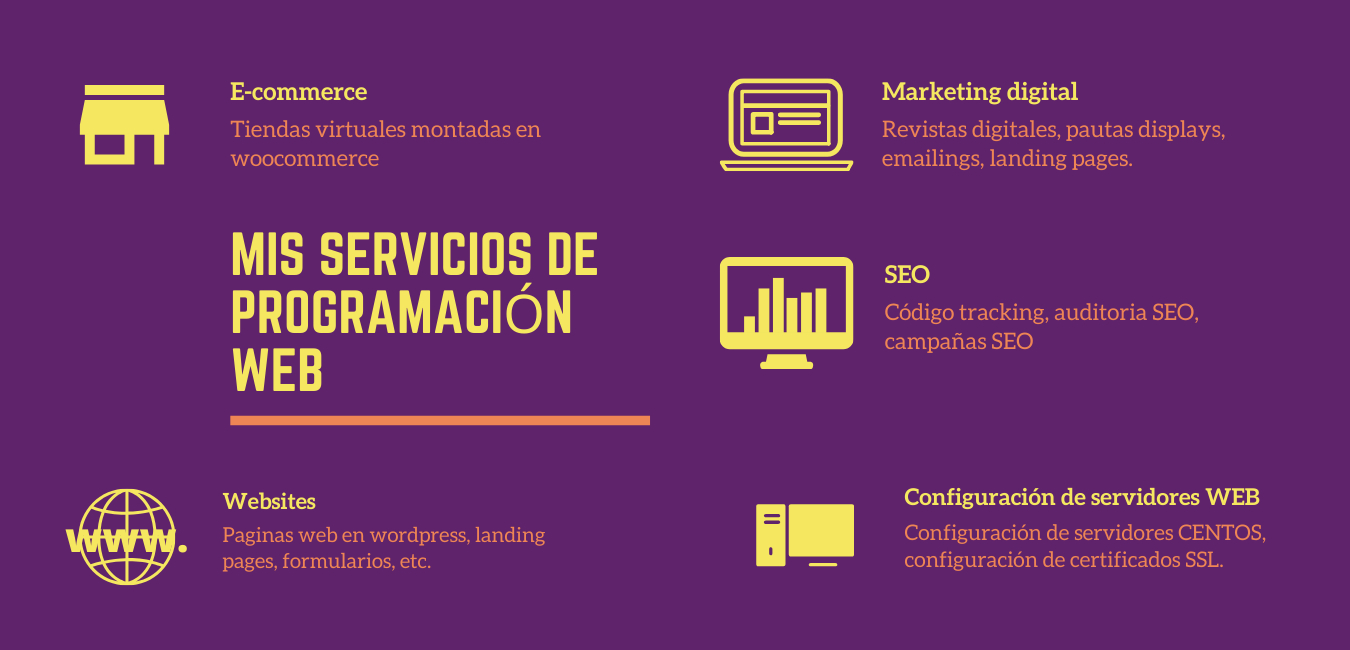 E-commerce
Tiendas virtuales montadas en
woocommerce
Marketing digital
Revistas digitales, pautas displays,
emailings, landing pages.
MIS SERVICIOS DE
PROGRAMACIÓN
WEB
SEO
Código tracking, auditoria SEO,
campañas SEO
www.
Websites
Paginas web en wordpress, landing
pages, formularios, etc.
Configuración de servidores WEB
Configuración de servidores CENTOS,
configuración de certificados SSL.